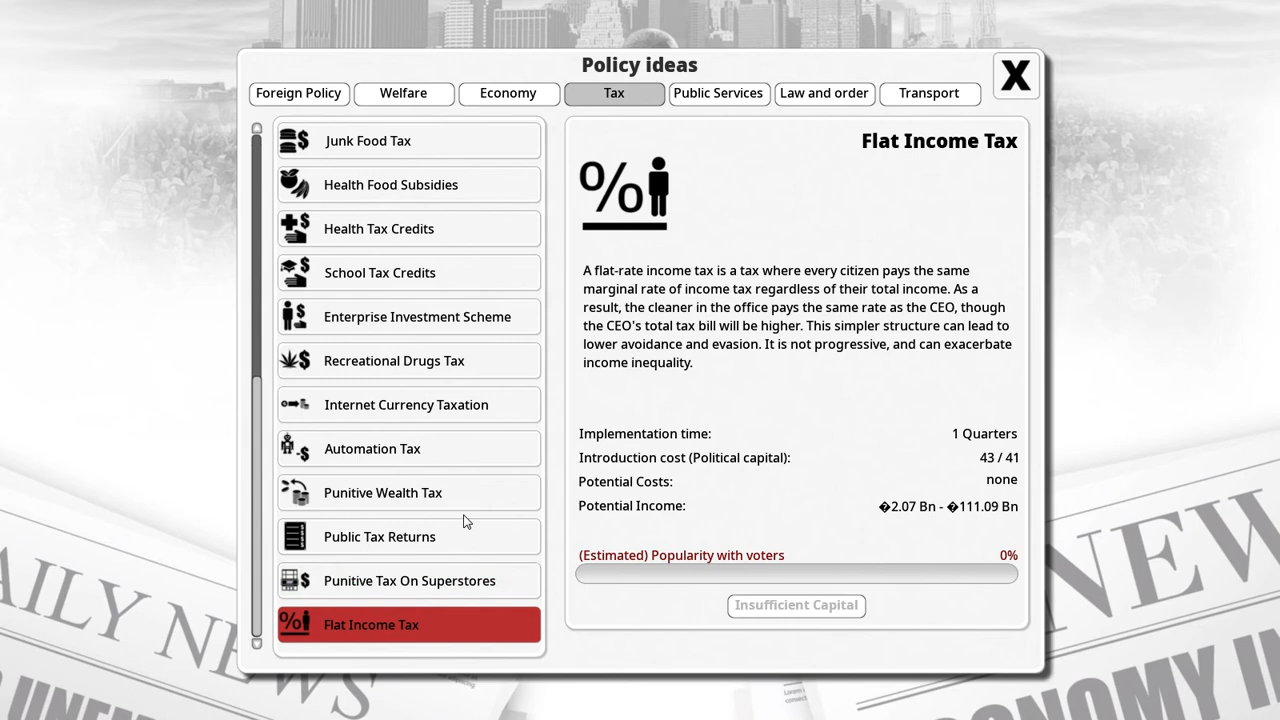 Policy ideas
X
Foreign Policy
Welfare
Economy
Tax
Public Services
Law and order
Transport
Junk Food Tax
Health Food Subsidies
Health Tax Credits
School Tax Credits
Enterprise Investment Scheme
Recreational Drugs Tax
Internet Currency Taxation
Automation Tax
Punitive Wealth Tax
Public Tax Returns
Punitive Tax On Superstores
Flat Income Tax
Flat Income Tax
A flat-rate income tax is a tax where every citizen pays the same
marginal rate of income tax regardless of their total income. As a
result, the cleaner in the office pays the same rate as the CEO, though
the CEO's total tax bill will be higher. This simpler structure can lead to
lower avoidance and evasion. It is not progressive, and can exacerbate
income inequality.
Implementation time: 1 Quarters
Introduction cost (Political capital): 43 / 41
Potential Costs: none
Potential Income: �2.07 Bn - �111.09 Bn
(Estimated) Popularity with voters 0%
Insufficient Capital
NEWS
NEW